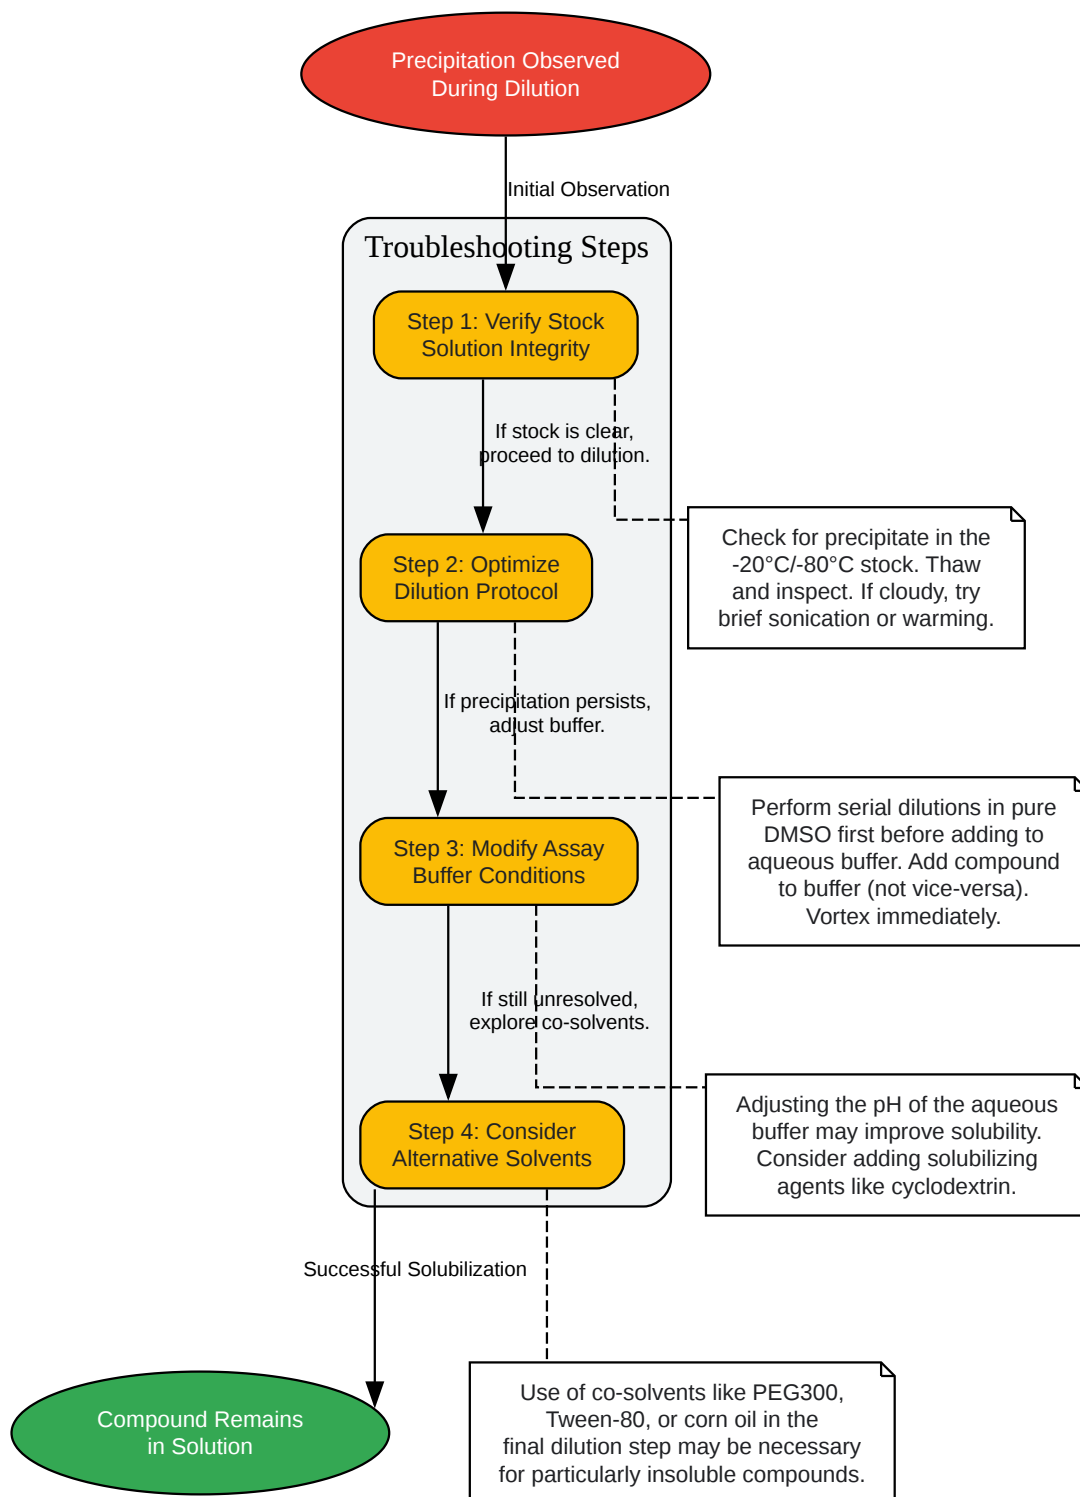 Precipitation Observed
During Dilution
Initial Observation
Troubleshooting Steps
Step 1: Verify Stock
Solution Integrity
If stock is clear,
proceed to dilution.
Check for precipitate in the
-20°C/-80°C stock. Thaw
and inspect. If cloudy, try
brief sonication or warming.
Step 2: Optimize
Dilution Protocol
If precipitation persists,
adjust buffer.
Perform serial dilutions in pure
DMSO first before adding to
aqueous buffer. Add compound
to buffer (not vice-versa).
Vortex immediately.
Step 3: Modify Assay
Buffer Conditions
If still unresolved,
explore co-solvents.
Adjusting the pH of the aqueous
buffer may improve solubility.
Consider adding solubilizing
agents like cyclodextrin.
Step 4: Consider
Alternative Solvents
Successful Solubilization
Compound Remains
in Solution
Use of co-solvents like PEG300,
Tween-80, or corn oil in the
final dilution step may be necessary
for particularly insoluble compounds.